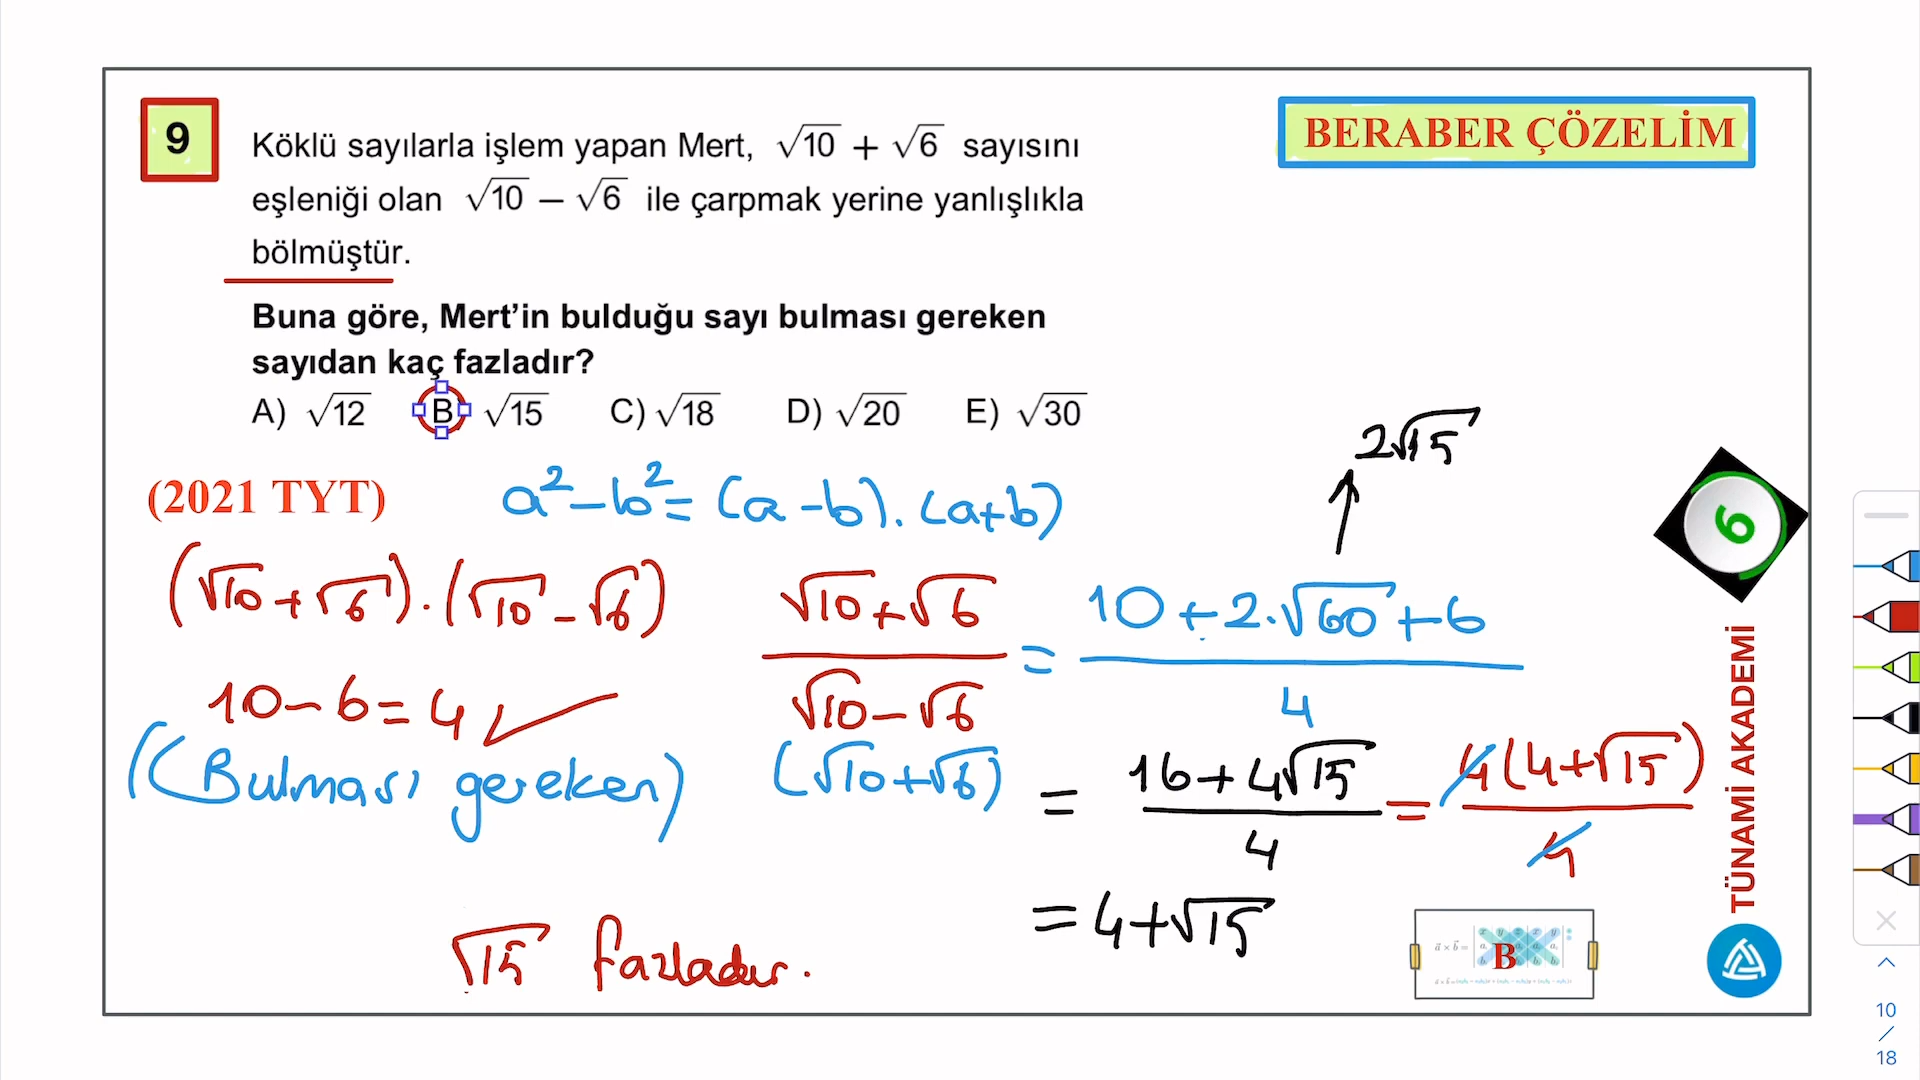 9
BERABER ÇÖZELİM
Köklü sayılarla işlem yapan Mert, √10 + √6 sayısını
eşleniği olan √10 − √6 ile çarpmak yerine yanlışlıkla
bölmüştür.
Buna göre, Mert’in bulduğu sayı bulması gereken
sayıdan kaç fazladır?
A) √12 B √15 C) √18 D) √20 E) √30
2√15
(2021 TYT) a² − b² = (a − b) . (a + b)
6
(√10 + √6) . (√10 − √6)
√10 + √6 / √10 − √6 = 10 + 2.√60 + 6 / 4
10 − 6 = 4
((Bulması gereken) (√10 + √6)
= 16 + 4√15 / 4 = 4(4 + √15) / 4
= 4 + √15
√15 fazladır.
B
TÜNAMİ AKADEMİ
10
/
18